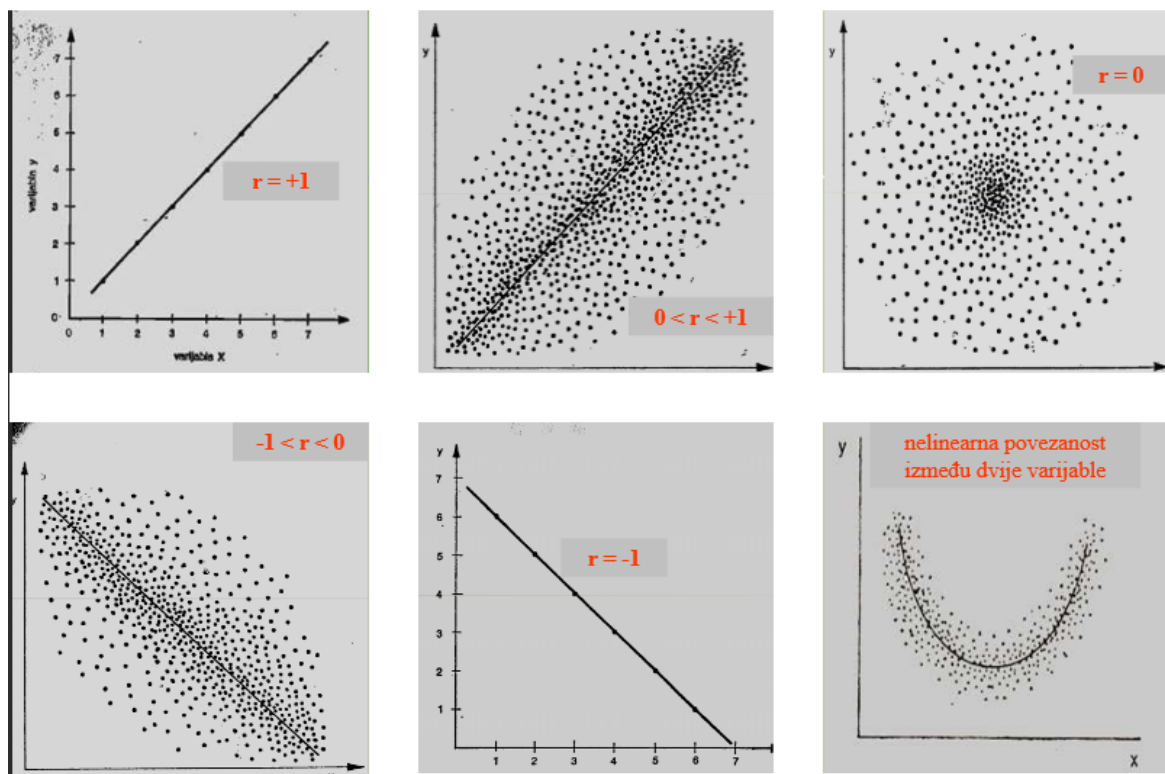 7
6
5
4
3
2
1
0
varijabla y
r = +1
0 1 2 3 4 5 6 7
varijabla X
y
0 < r < +1
y
r = 0
-1 < r < 0
y
y
7
6
5
4
3
2
1
r = -1
1 2 3 4 5 6 7
y
nelinearna povezanost
između dvije varijable
x